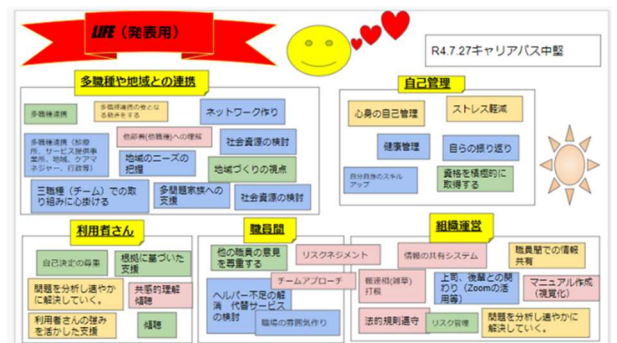 LIFE（発表用）
R4.7.27キャリアパス中堅
多職種や地域との連携
多職種連携
多職種連携の要とな
る動きをする
ネットワーク作り
多職種連携（診療
所、サービス提供事
業所、地域、ケアマ
ネジャー、行政等）
他部署(他職種)への理解
社会資源の検討
地域のニーズの
把握
地域づくりの視点
三職種（チーム）での取
り組みに心掛ける
多問題家族への
支援
社会資源の検討
自己管理
心身の自己管理
ストレス軽減
健康管理
自らの振り返り
自分自身のスキル
アップ
資格を積極的に
取得する
利用者さん
自己決定の尊重
根拠に基づいた
支援
問題を分析し速やか
に解決していく。
共感的理解
傾聴
利用者さんの強み
を活かした支援
傾聴
職員間
他の職員の意見
を尊重する
リスクネジメント
チームアプローチ
ヘルパー不足の解
消　代替サービス
の検討
職場の雰囲気作り
組織運営
情報の共有システム
職員間での情報
共有
報連相(雑草)
打破
上司、後輩との関
わり（Zoomの活
用等）
マニュアル作成
（視覚化）
法的規則遵守
リスク管理
問題を分析し速やかに
解決していく。